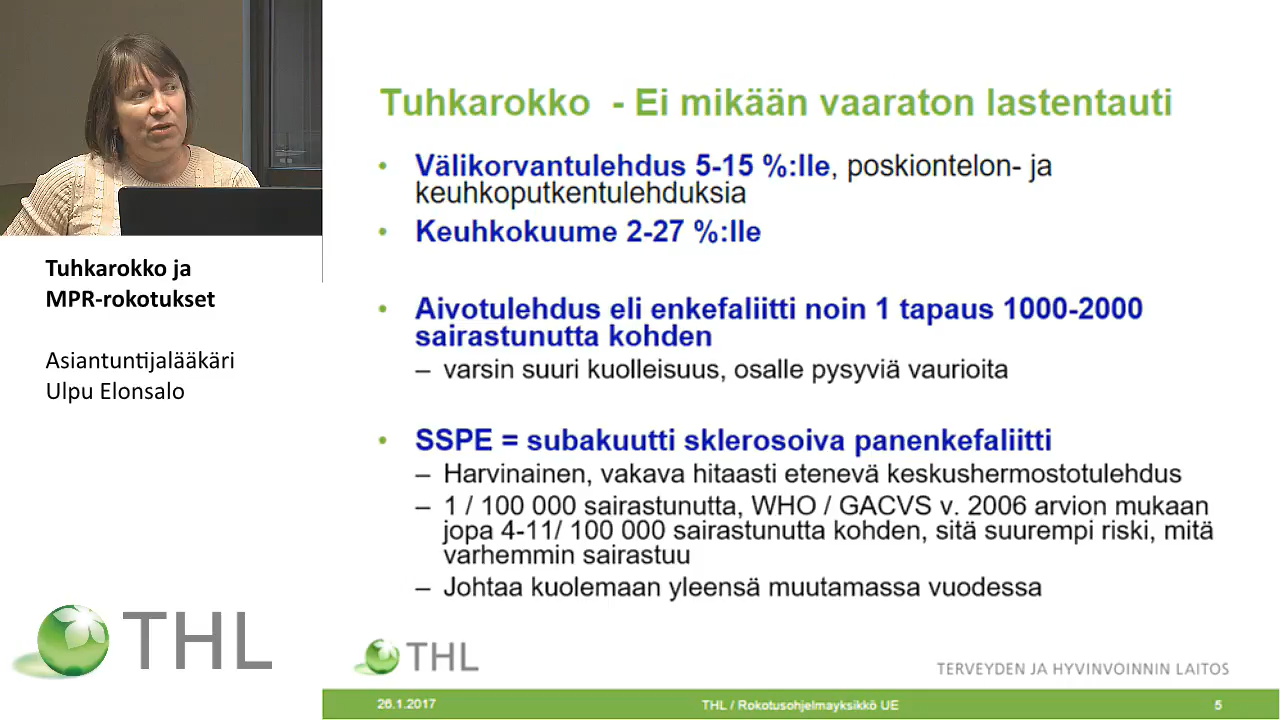 Tuhkarokko ja
MPR-rokotukset
Asiantuntijalääkäri
Ulpu Elonsalo
THL
Tuhkarokko - Ei mikään vaaraton lastentauti
• Välikorvantulehdus 5-15 %:lle, poskiontelon- ja
keuhkoputkentulehduksia
• Keuhkokuume 2-27 %:lle
• Aivotulehdus eli enkefaliitti noin 1 tapaus 1000-2000
sairastunutta kohden
– varsin suuri kuolleisuus, osalle pysyviä vaurioita
• SSPE = subakuutti sklerosoiva panenkefaliitti
– Harvinainen, vakava hitaasti etenevä keskushermostotulehdus
– 1 / 100 000 sairastunutta, WHO / GACVS v. 2006 arvion mukaan
jopa 4-11/ 100 000 sairastunutta kohden, sitä suurempi riski, mitä
varhemmin sairastuu
– Johtaa kuolemaan yleensä muutamassa vuodessa
THL
TERVEYDEN JA HYVINVOINNIN LAITOS
26.1.2017
THL / Rokotusohjelmayksikkö UE
5